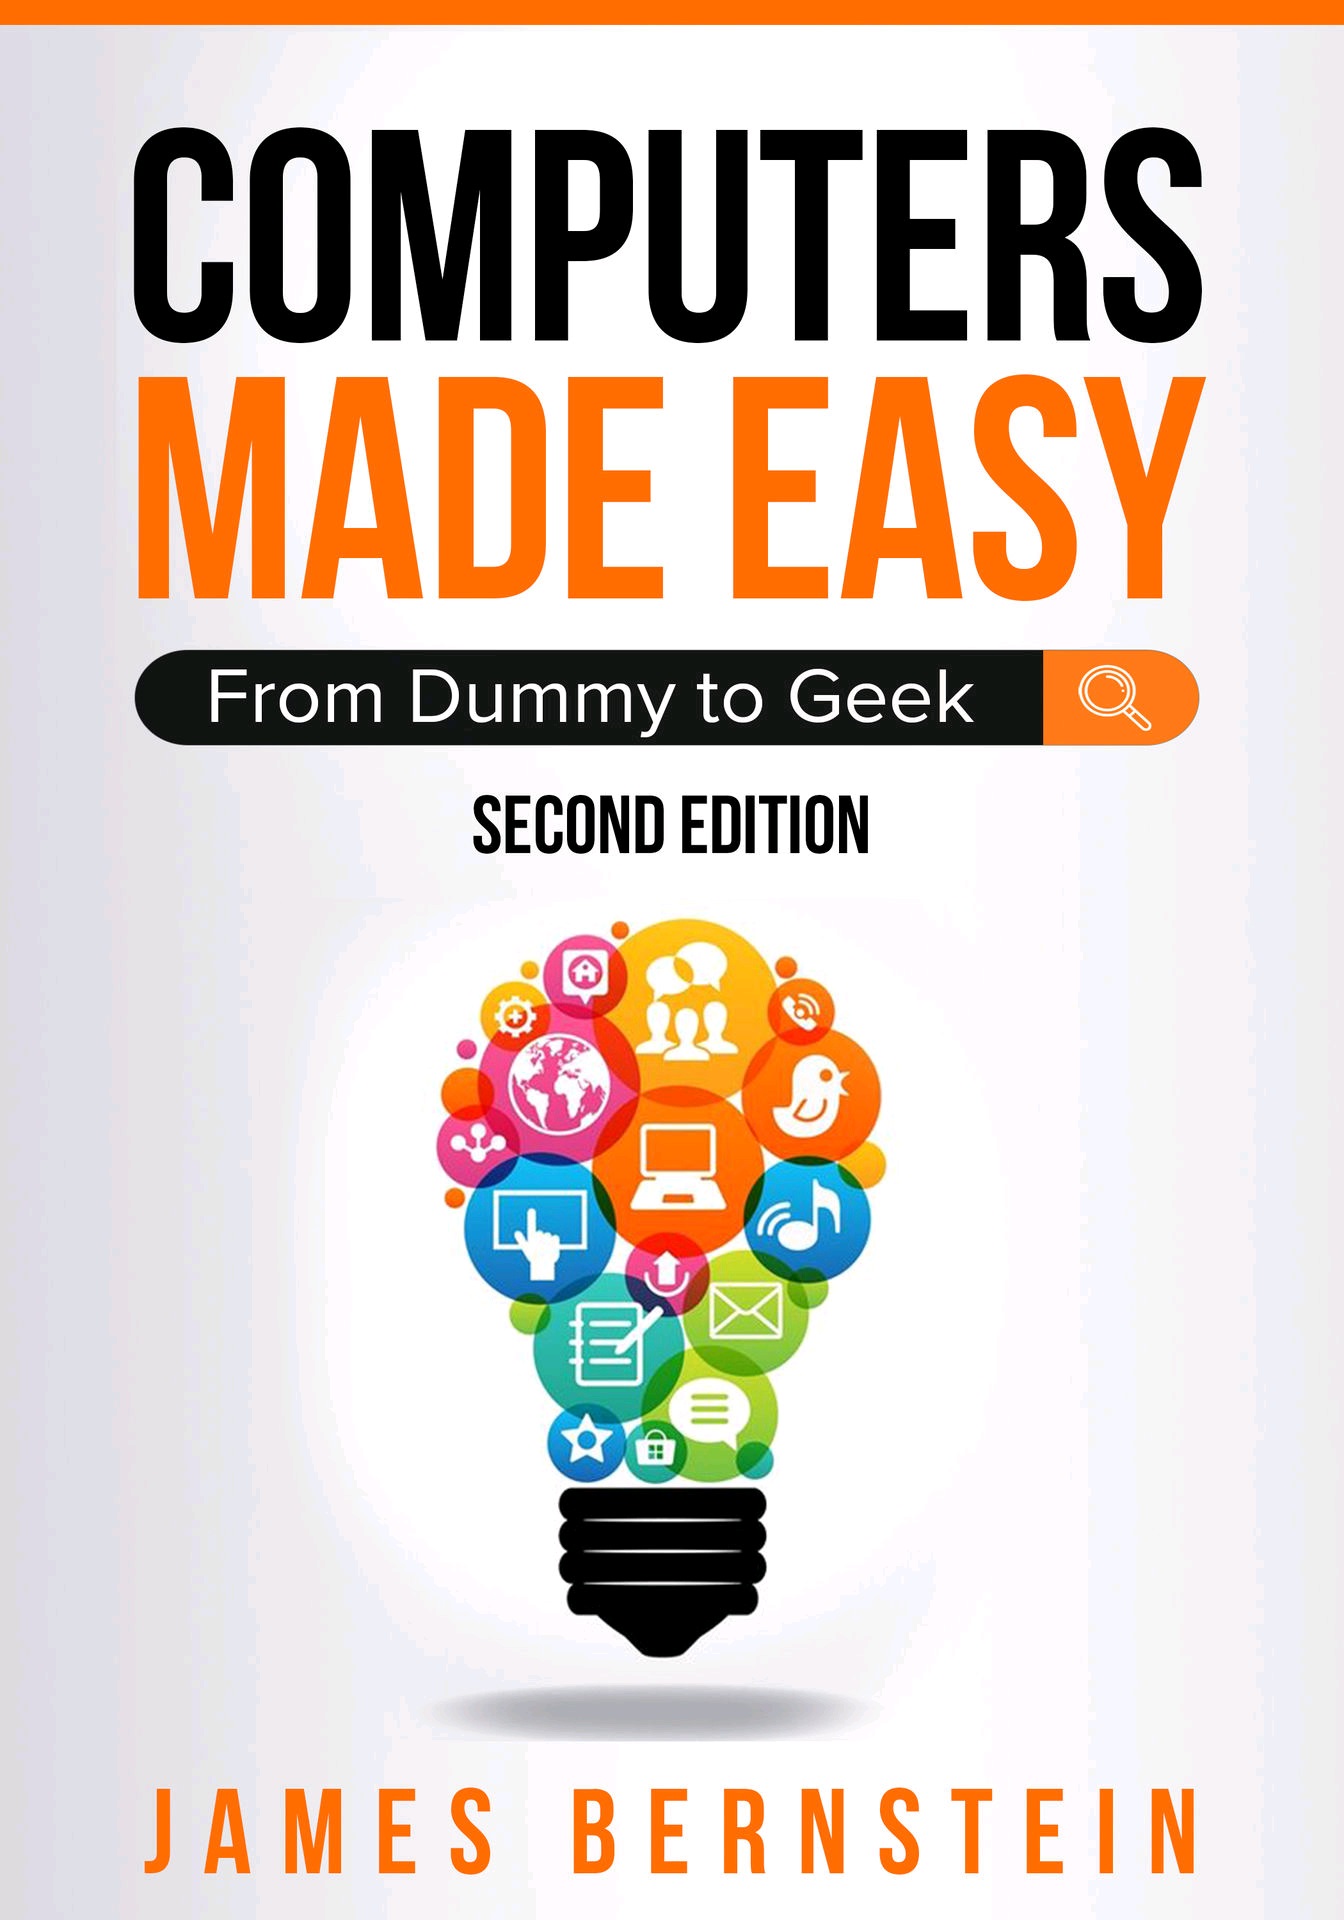 COMPUTERS
MADE EASY
From Dummy to Geek
SECOND EDITION
JAMES BERNSTEIN